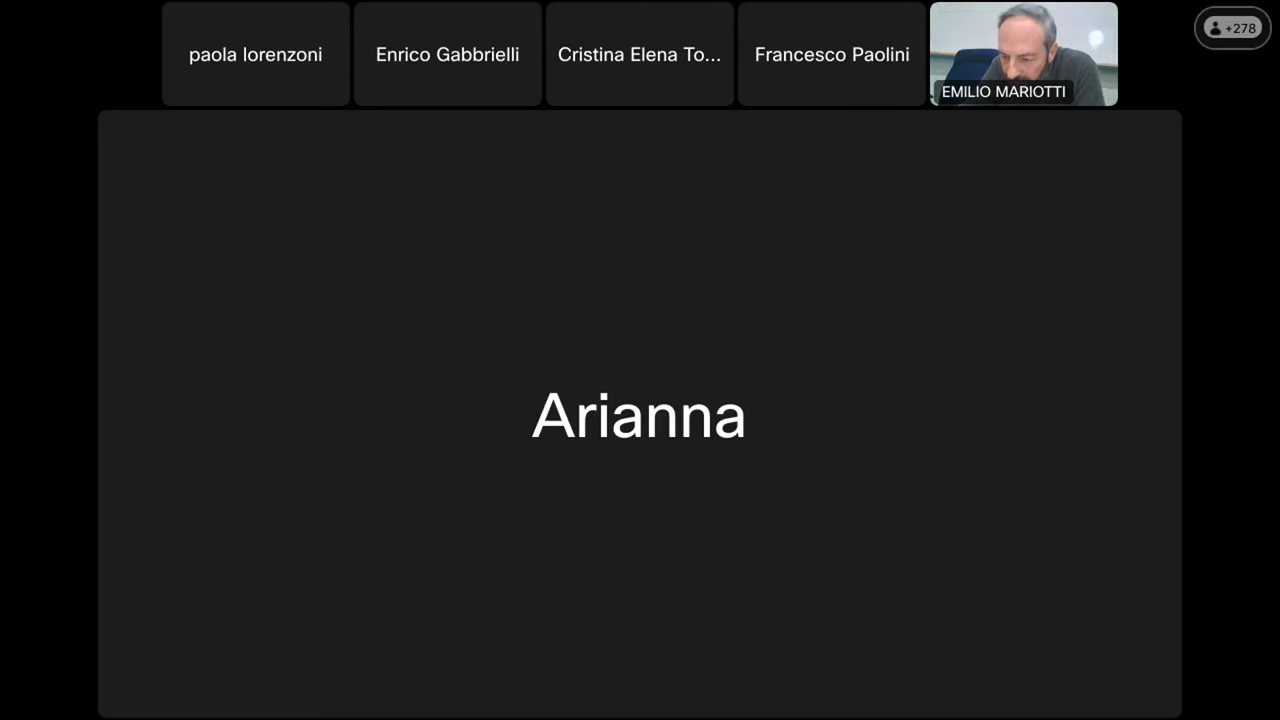 paola lorenzoni
Enrico Gabbrielli
Cristina Elena To...
Francesco Paolini
EMILIO MARIOTTI
+278
Arianna